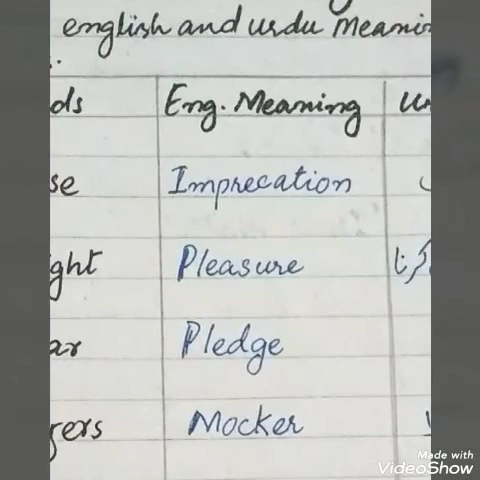 english and urdu Meanin
ds Eng. Meaning U
se Imprecation
ght Pleasure
ar Pledge
gers Mocker
Made with
VideoShow